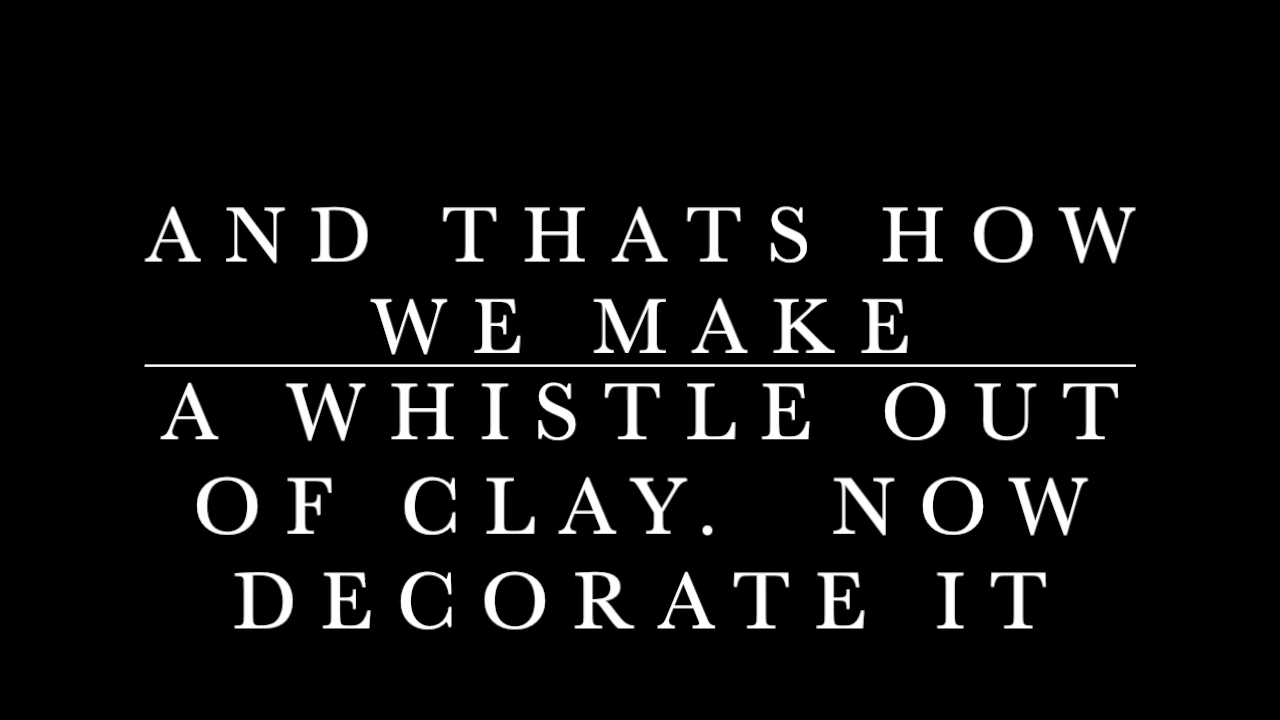 AND THATS HOW
WE MAKE
A WHISTLE OUT
OF CLAY. NOW
DECORATE IT